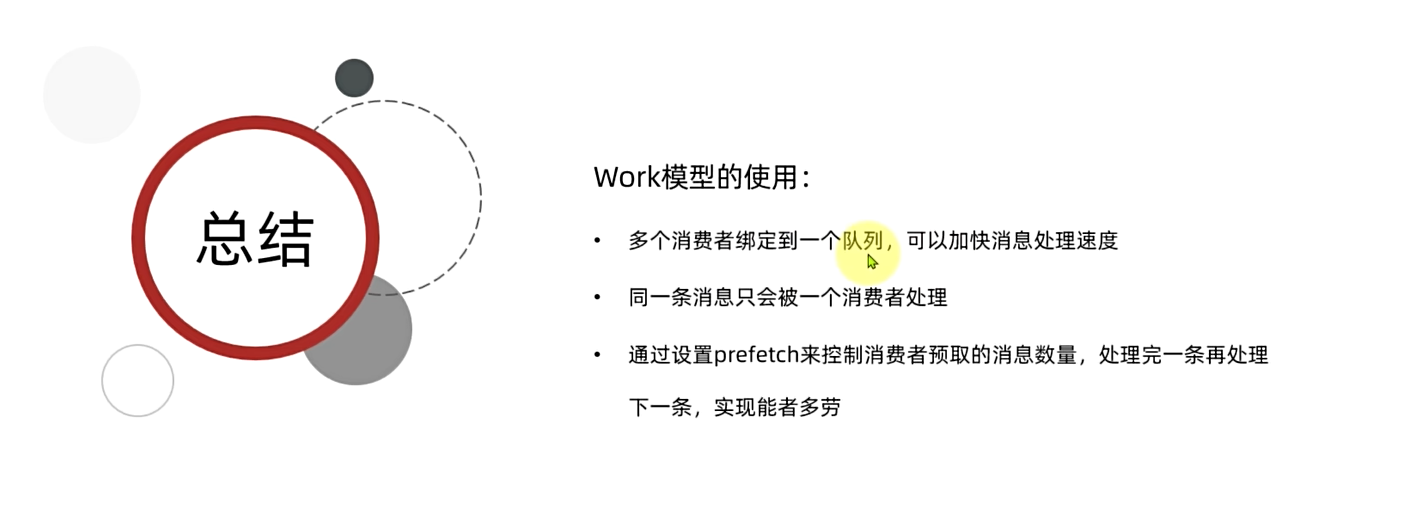 总结
Work模型的使用：
• 多个消费者绑定到一个队列，可以加快消息处理速度
• 同一条消息只会被一个消费者处理
• 通过设置prefetch来控制消费者预取的消息数量，处理完一条再处理
下一条，实现能者多劳